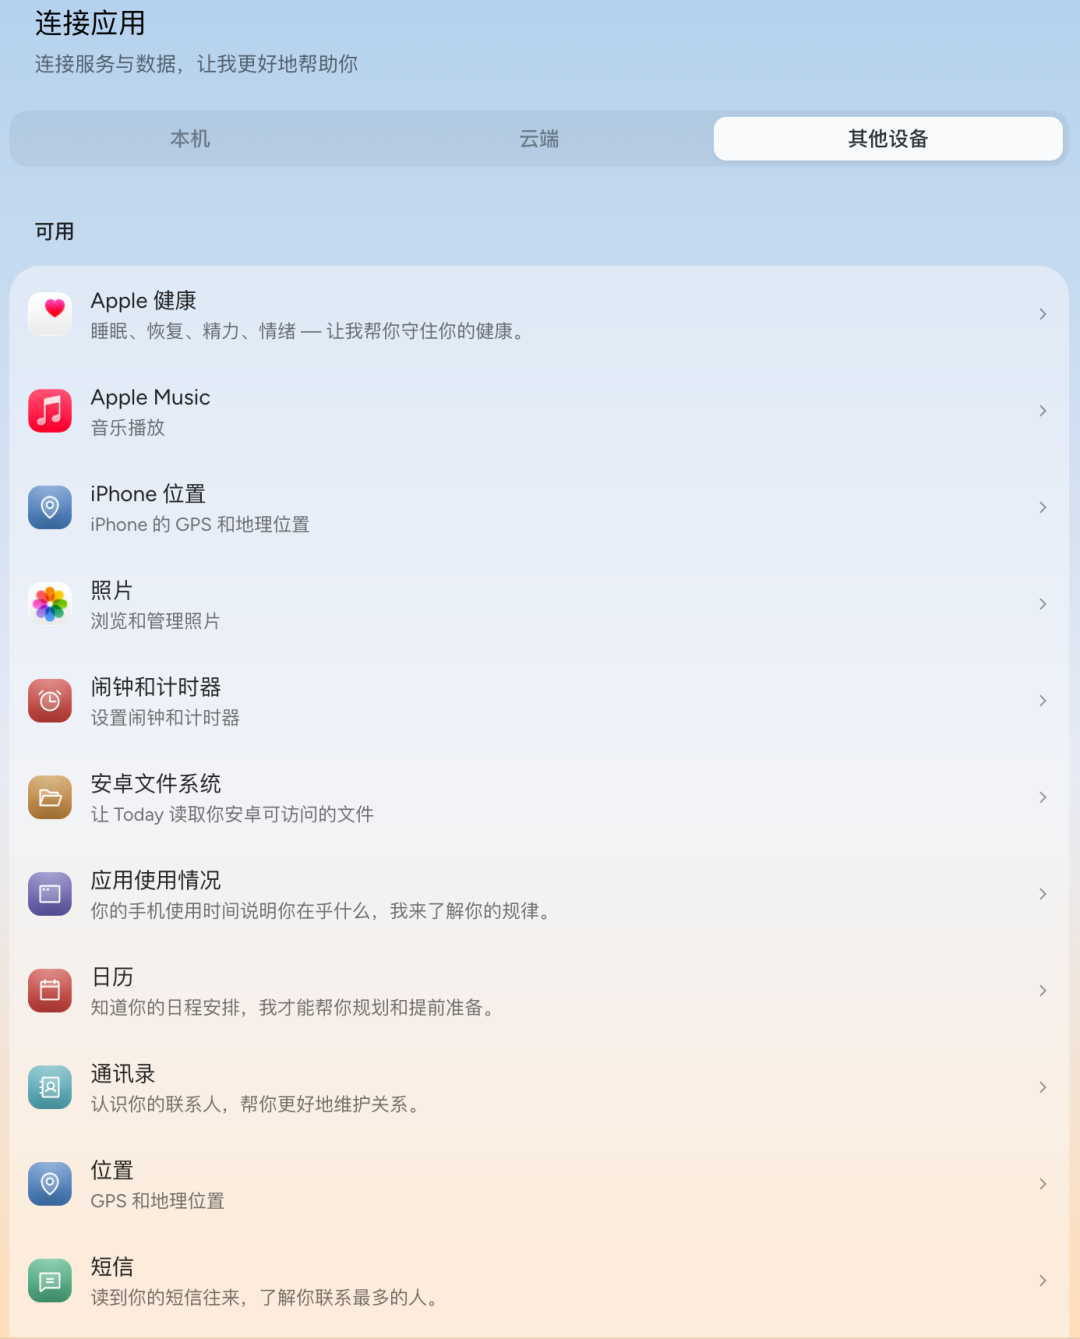 连接应用
连接服务与数据，让我更好地帮助你
本机
云端
其他设备
可用
Apple 健康
睡眠、恢复、精力、情绪 — 让我帮你守住你的健康。
Apple Music
音乐播放
iPhone 位置
iPhone 的 GPS 和地理位置
照片
浏览和管理照片
闹钟和计时器
设置闹钟和计时器
安卓文件系统
让 Today 读取你安卓可访问的文件
应用使用情况
你的手机使用时间说明你在乎什么，我来了解你的规律。
日历
知道你的日程安排，我才能帮你规划和提前准备。
通讯录
认识你的联系人，帮你更好地维护关系。
位置
GPS 和地理位置
短信
读到你的短信往来，了解你联系最多的人。